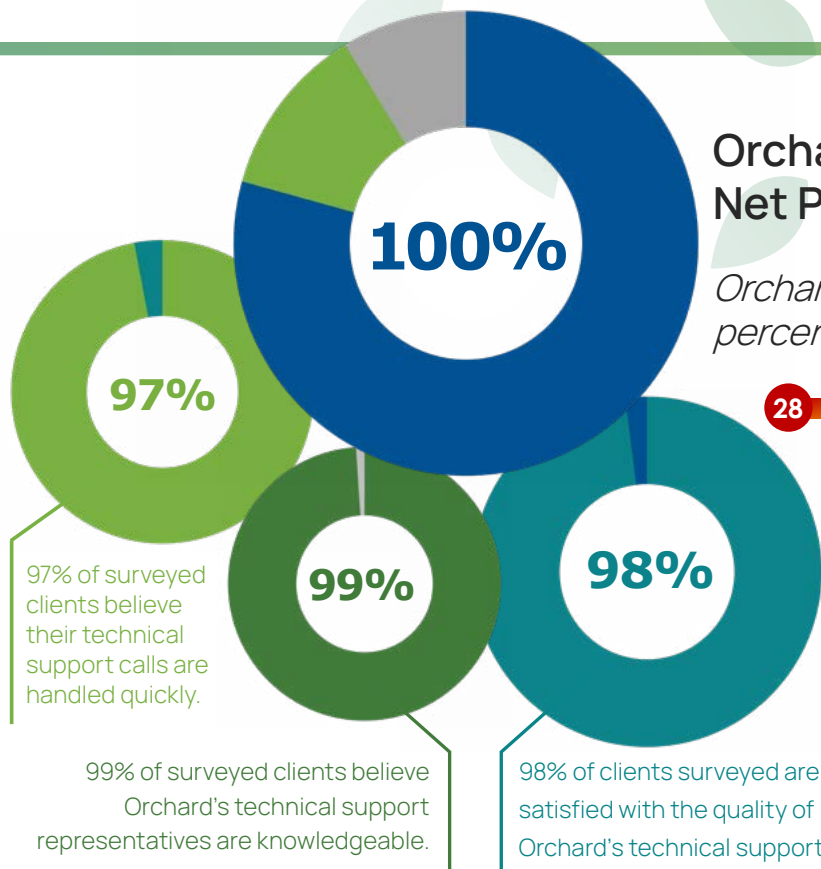 Orcha
Net P
100%
Orchar
percer
97%
28
99%
98%
97% of surveyed
clients believe
their technical
support calls are
handled quickly.
99% of surveyed clients believe
Orchard's technical support
representatives are knowledgeable.
98% of clients surveyed are
satisfied with the quality of
Orchard's technical support